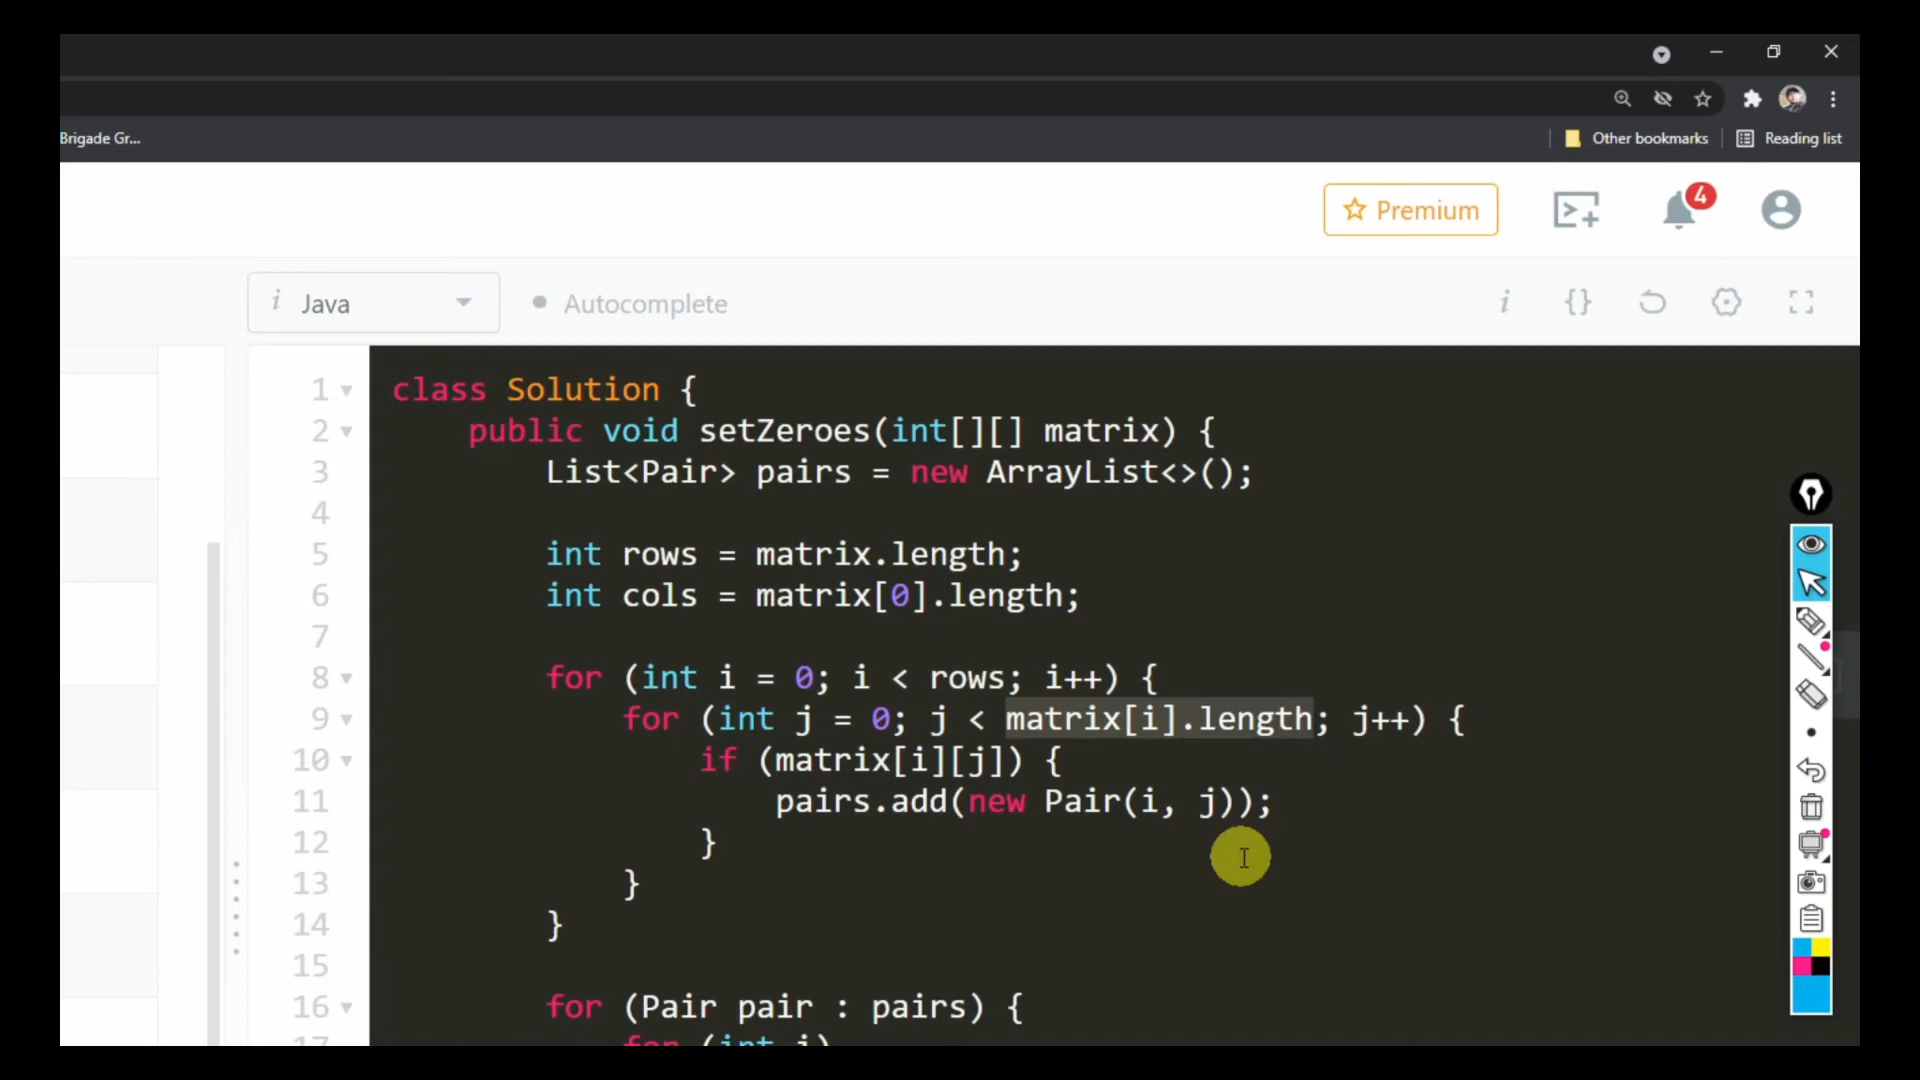 Brigade Gr...
Other bookmarks
Reading list
Premium
4
i Java
Autocomplete
i {}
1 class Solution {
2 public void setZeroes(int[][] matrix) {
3 List<Pair> pairs = new ArrayList<>();
4
5 int rows = matrix.length;
6 int cols = matrix[0].length;
7
8 for (int i = 0; i < rows; i++) {
9 for (int j = 0; j < matrix[i].length; j++) {
10 if (matrix[i][j]) {
11 pairs.add(new Pair(i, j));
12 }
13 }
14 }
15
16 for (Pair pair : pairs) {
17 for (int i)